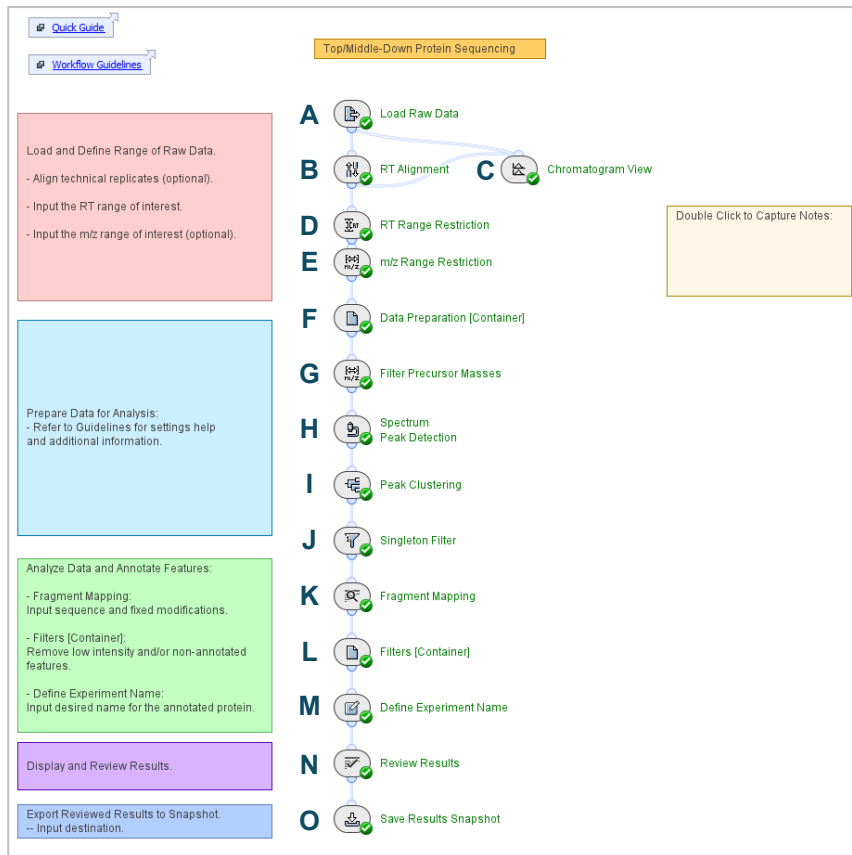 Quick Guide
Workflow Guidelines
Top/Middle-Down Protein Sequencing
Load and Define Range of Raw Data.
- Align technical replicates (optional).
- Input the RT range of interest.
- Input the m/z range of interest (optional).
A Load Raw Data
B RT Alignment
C Chromatogram View
D RT Range Restriction
E m/z Range Restriction
Double Click to Capture Notes:
F Data Preparation [Container]
G Filter Precursor Masses
Prepare Data for Analysis:
- Refer to Guidelines for settings help
and additional information.
H Spectrum
Peak Detection
I Peak Clustering
J Singleton Filter
Analyze Data and Annotate Features:
- Fragment Mapping:
Input sequence and fixed modifications.
- Filters [Container]:
Remove low intensity and/or non-annotated
features.
- Define Experiment Name:
Input desired name for the annotated protein.
K Fragment Mapping
L Filters [Container]
M Define Experiment Name
Display and Review Results.
N Review Results
Export Reviewed Results to Snapshot.
-- Input destination.
O Save Results Snapshot